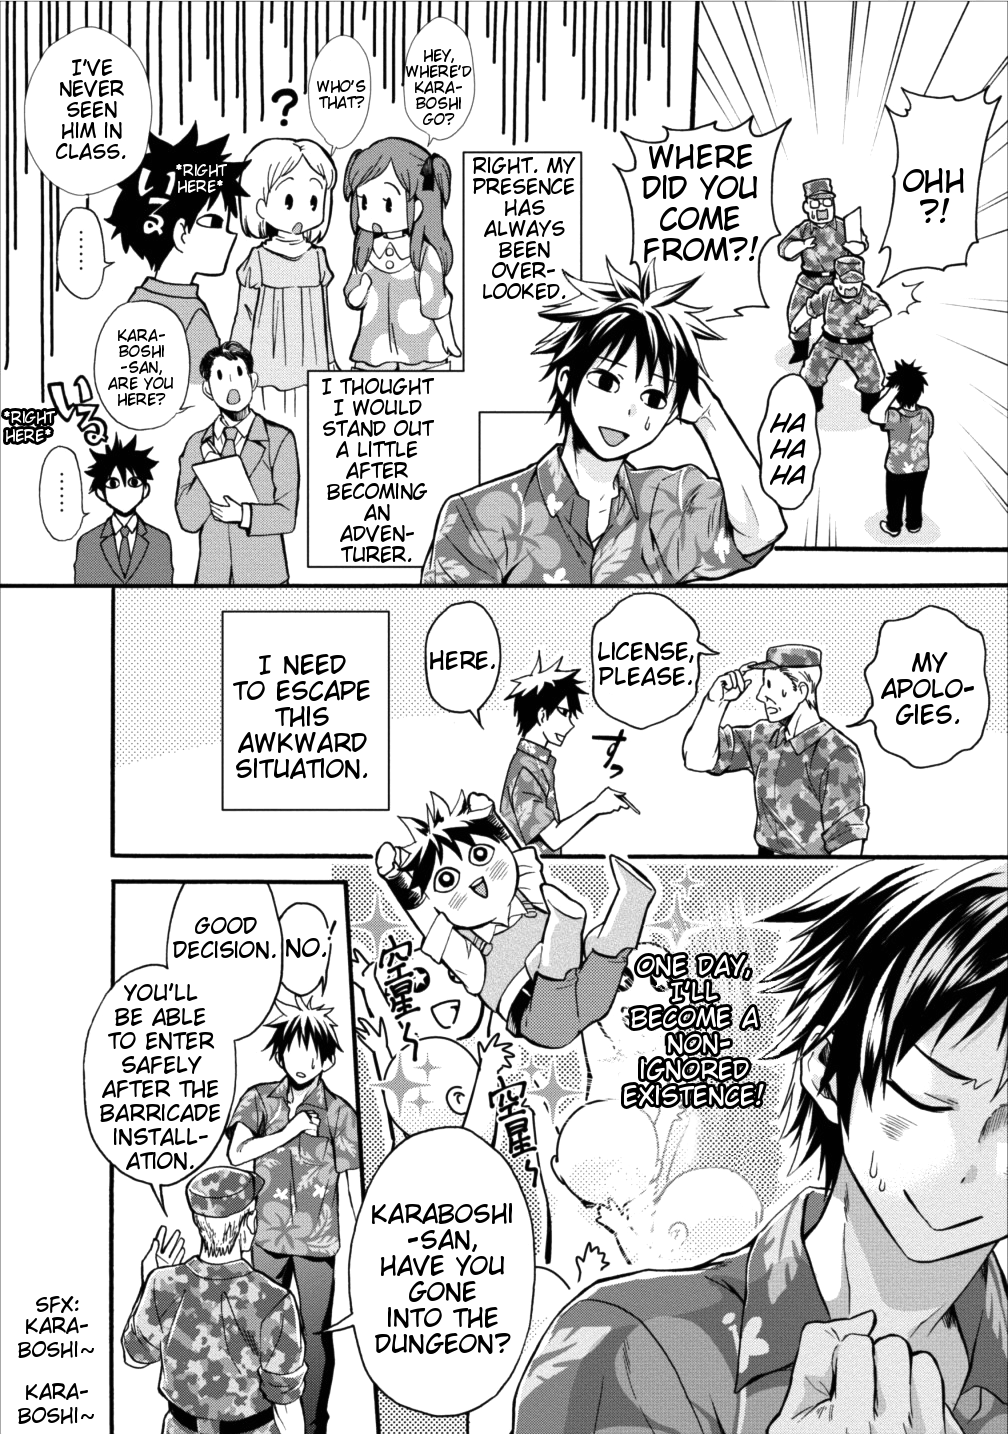 OHH
?!
WHERE
DID YOU
COME
FROM?!
HA
HA
HA
RIGHT. MY
PRESENCE
HAS
ALWAYS
BEEN
OVER-
LOOKED.
HEY,
WHERE'D
KARA-
BOSHI
GO?
WHO'S
THAT?
?
I'VE
NEVER
SEEN
HIM IN
CLASS.
*RIGHT
HERE*
いる
......
KARA-
BOSHI
-SAN,
ARE YOU
HERE?
*RIGHT
HERE*
いる
......
I THOUGHT
I WOULD
STAND OUT
A LITTLE
AFTER
BECOMING
AN
ADVEN-
TURER.
MY
APOLO-
GIES.
LICENSE,
PLEASE.
すっ
HERE.
I NEED
TO ESCAPE
THIS
AWKWARD
SITUATION.
ONE DAY,
I'LL
BECOME A
NON-
IGNORED
EXISTENCE!
空星〜
空星〜
KARABOSHI
-SAN,
HAVE YOU
GONE
INTO THE
DUNGEON?
NO.
GOOD
DECISION.
YOU'LL
BE ABLE
TO ENTER
SAFELY
AFTER THE
BARRICADE
INSTALL-
ATION.
SFX:
KARA-
BOSHI~
KARA-
BOSHI~